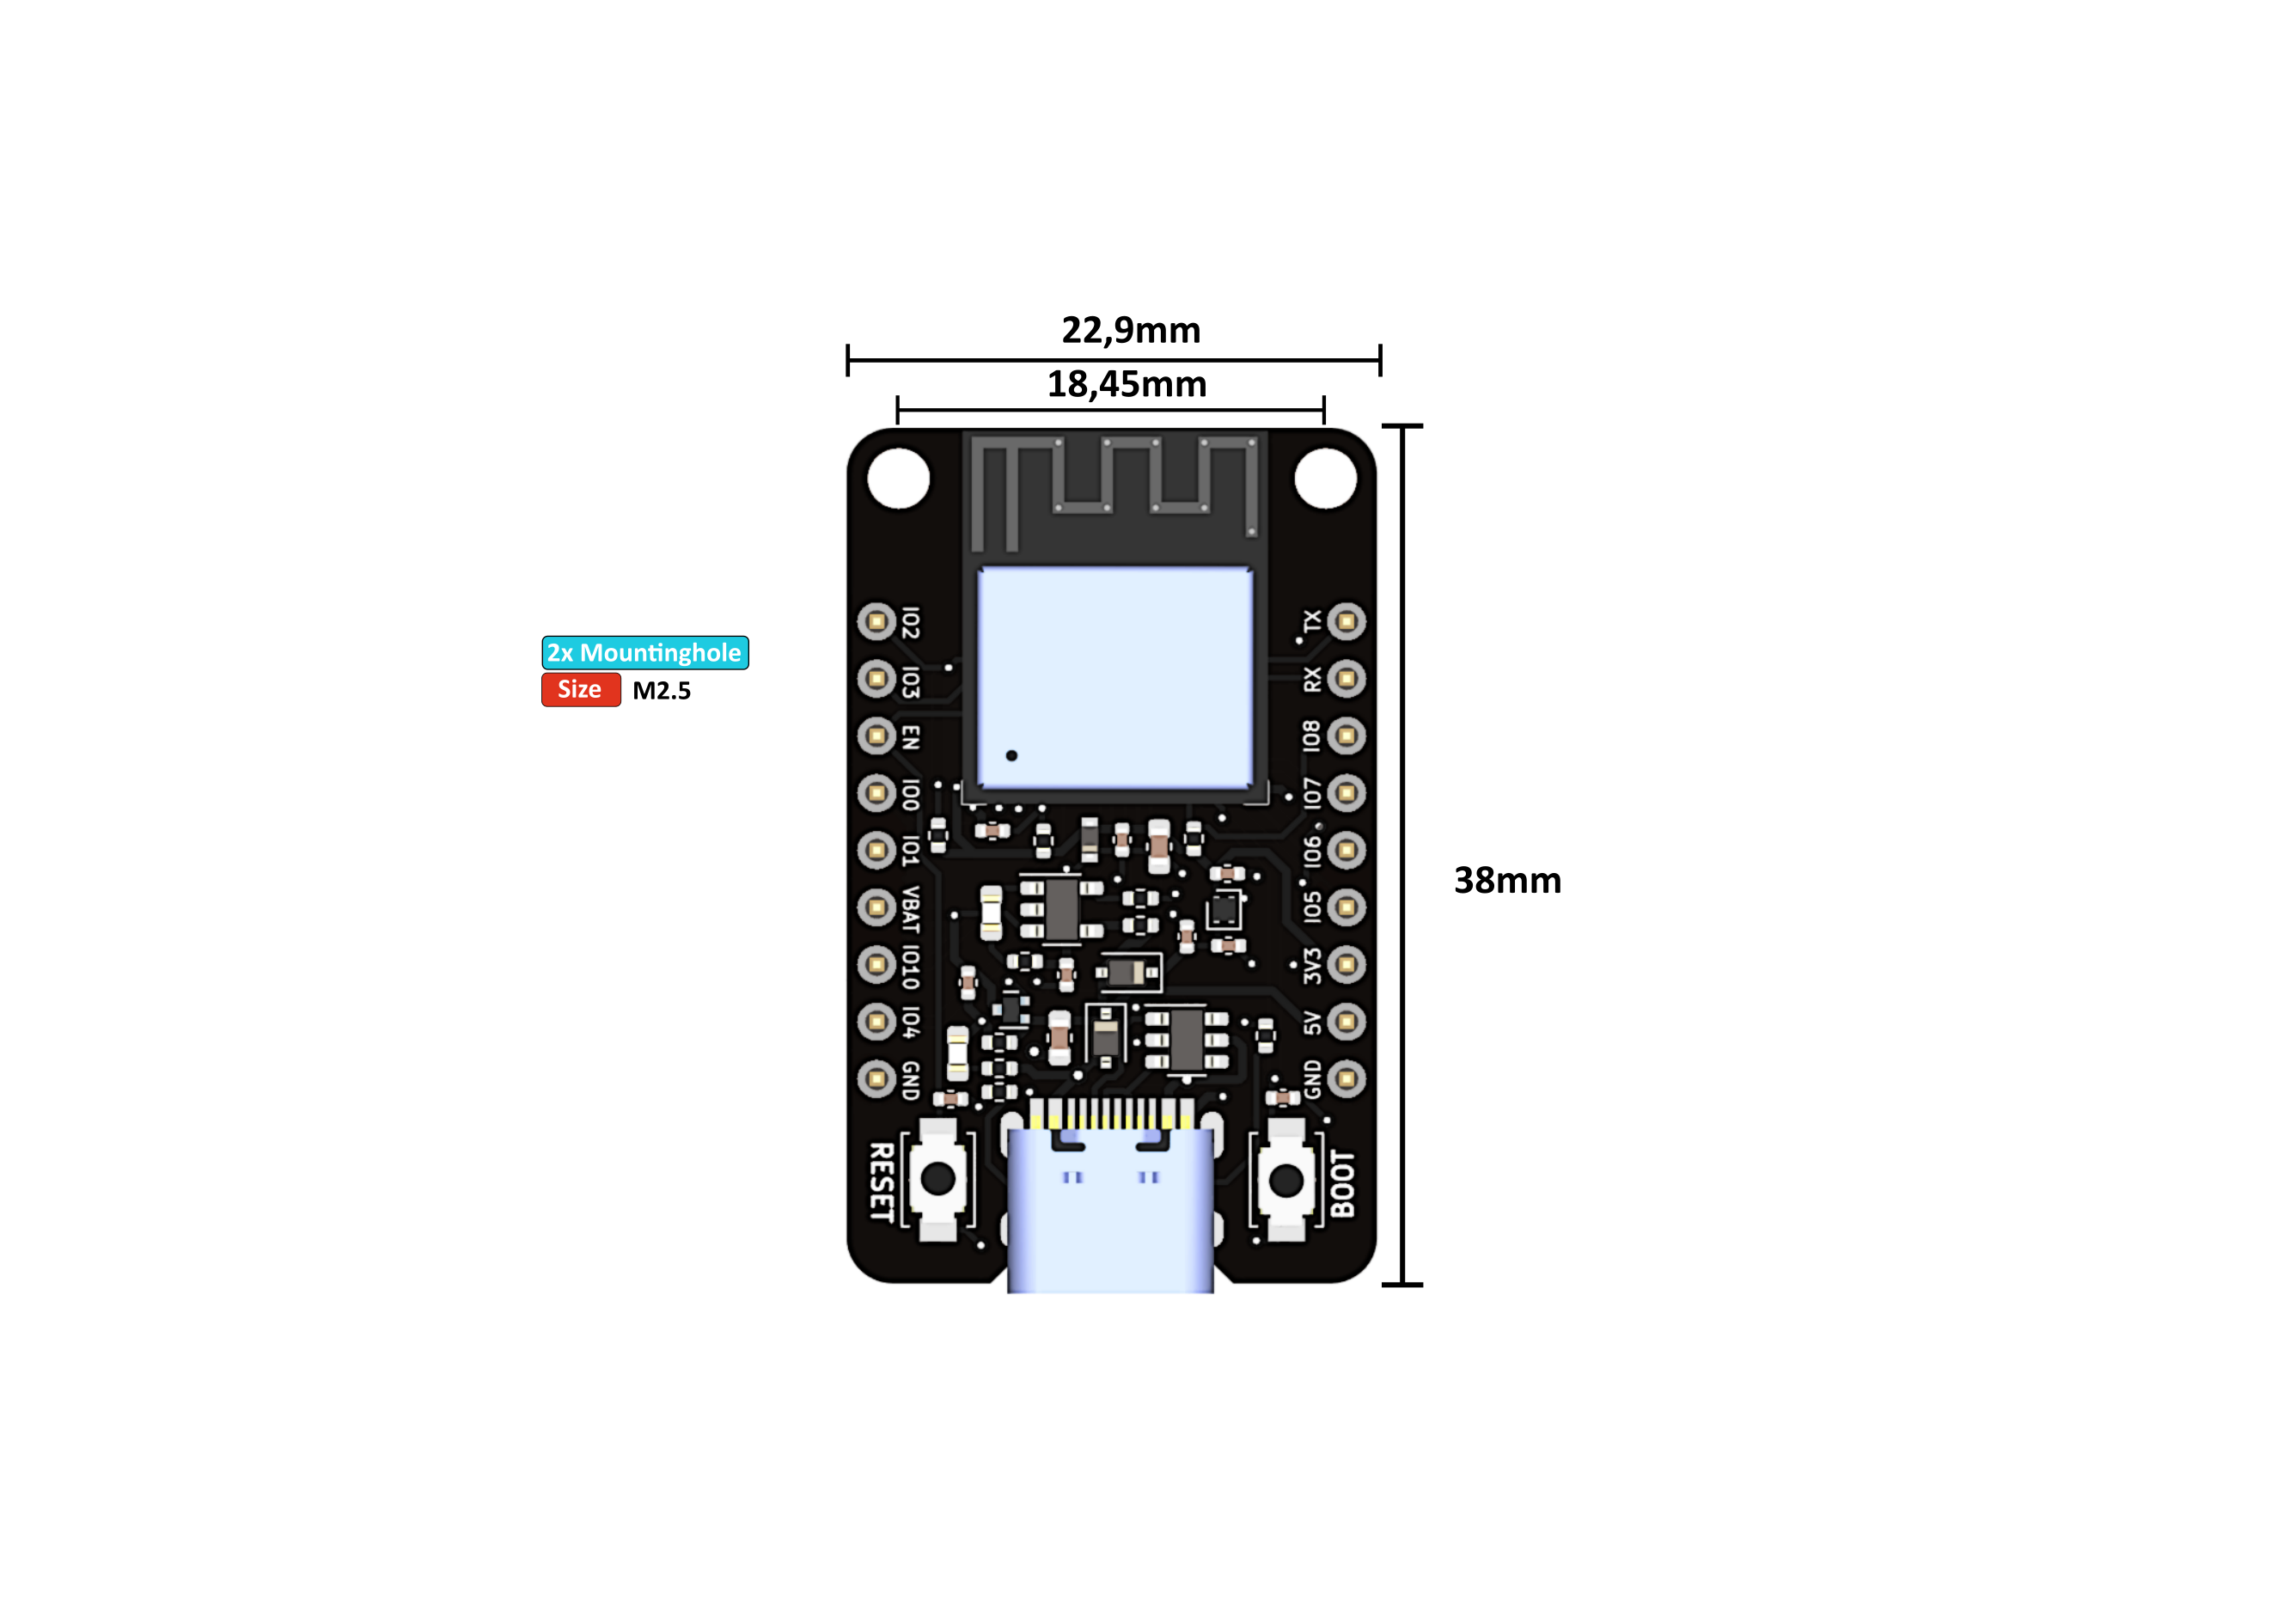 22,9mm
18,45mm
2x Mountinghole
Size M2.5
38mm
IO2
IO3
EN
IO0
IO1
VBAT
IO10
IO4
GND
RESET
TX
RX
IO8
IO7
IO6
IO5
3V3
5V
GND
BOOT